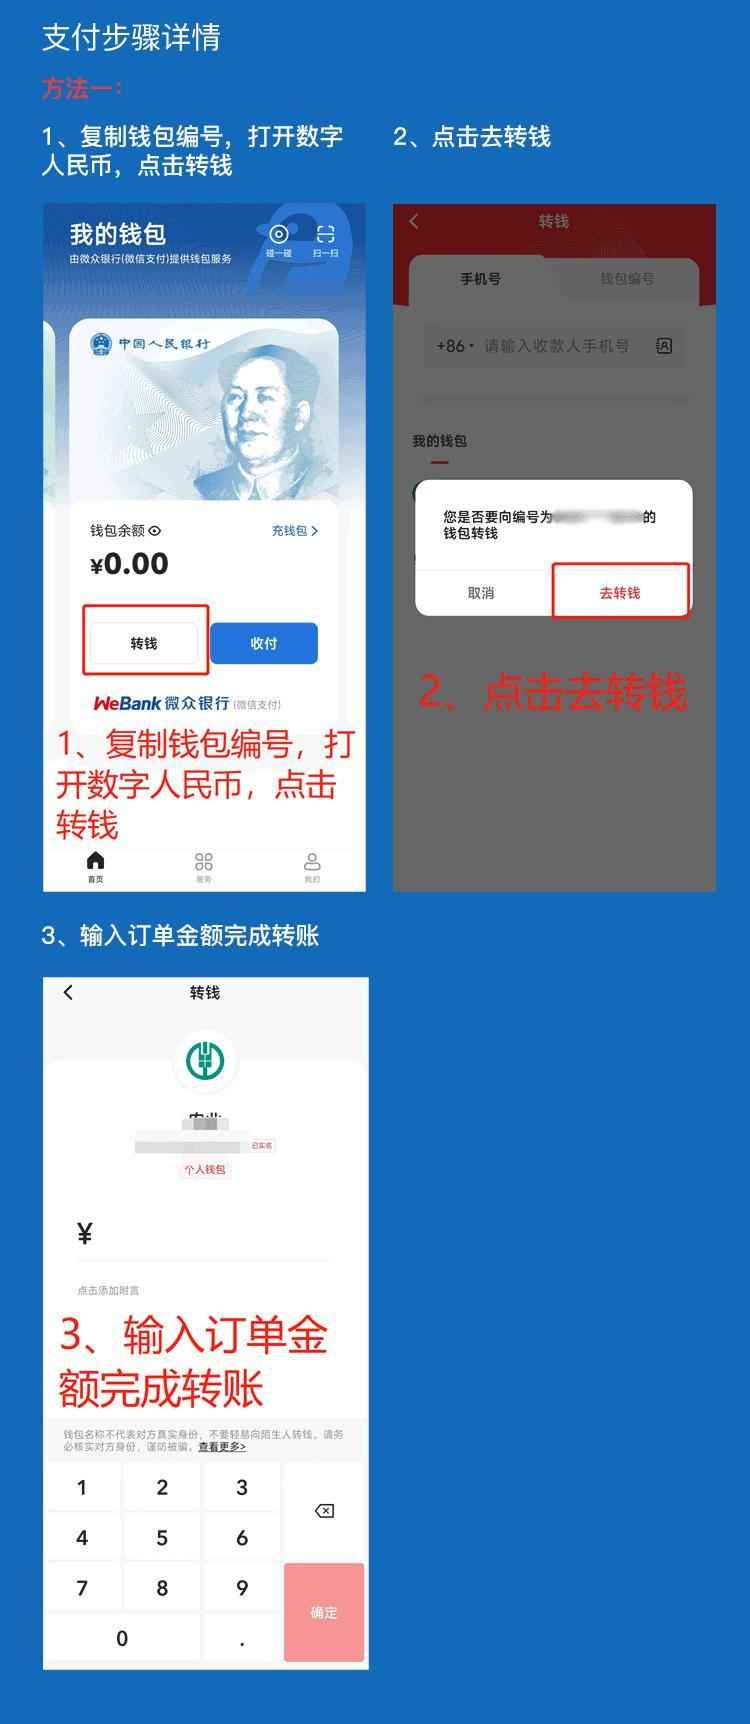 支付步骤详情
方法一：
1、复制钱包编号，打开数字
人民币，点击转钱
2、点击去转钱
我的钱包
由微众银行(微信支付)提供钱包服务
碰一碰
扫一扫
中国人民银行
钱包余额
充钱包 >
¥0.00
转钱
收付
WeBank 微众银行 (微信支付)
1、复制钱包编号，打
开数字人民币，点击
转钱
首页
服务
我的
转钱
手机号
钱包编号
+86 · 请输入收款人手机号
我的钱包
您是否要向编号为
的
钱包转钱
取消
去转钱
2、点击去转钱
3、输入订单金额完成转账
转钱
已实名
个人钱包
¥
点击添加附言
3、输入订单金
额完成转账
钱包名称不代表对方真实身份，不要轻易向陌生人转钱。请务
必核实对方身份，谨防被骗。查看更多>
1
2
3
4
5
6
7
8
9
确定
0
.